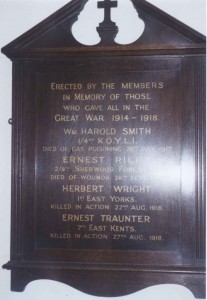 ERECTED BY THE MEMBERS
IN MEMORY OF THOSE
WHO GAVE ALL IN THE
GREAT WAR 1914 - 1918.
WM HAROLD SMITH
1/4TH K.O.Y.L.I.
DIED OF GAS POISONING JULY 1917.
ERNEST
SHERWOOD
DIED OF WOUNDS
HERBERT WRIGHT
1ST EAST YORKS.
KILLED IN ACTION 22ND AUG. 1918.
ERNEST TRAUNTER
7TH EAST KENTS.
KILLED IN ACTION 27TH AUG. 1918.